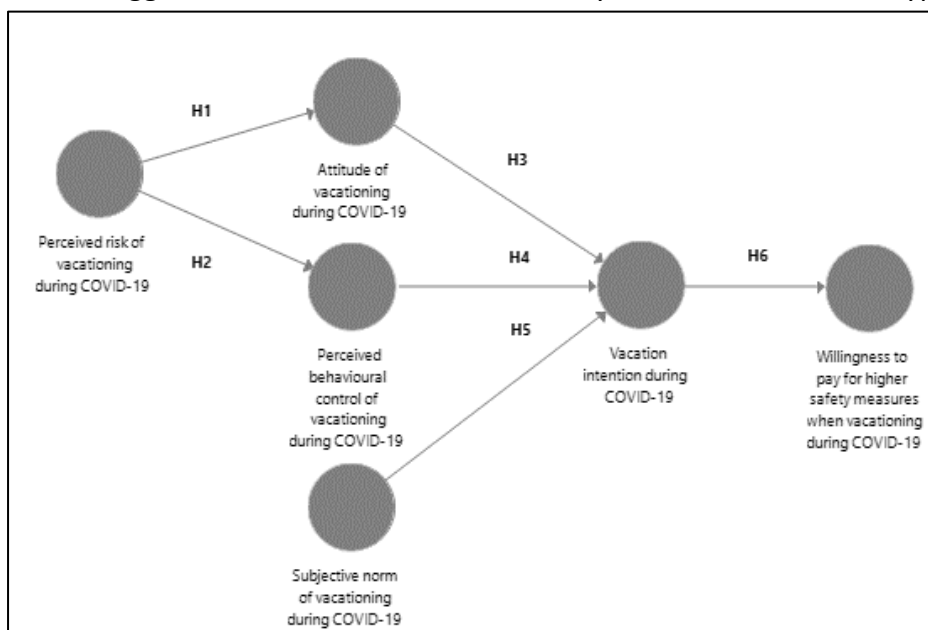 H1
H3
Attitude of
vacationing
during COVID-19
Perceived risk of
vacationing
during COVID-19
H2
H4
H6
H5
Perceived
behavioural
control of
vacationing
during COVID-19
Vacation
intention during
COVID-19
Willingness to
pay for higher
safety measures
when vacationing
during COVID-19
Subjective norm
of vacationing
during COVID-19